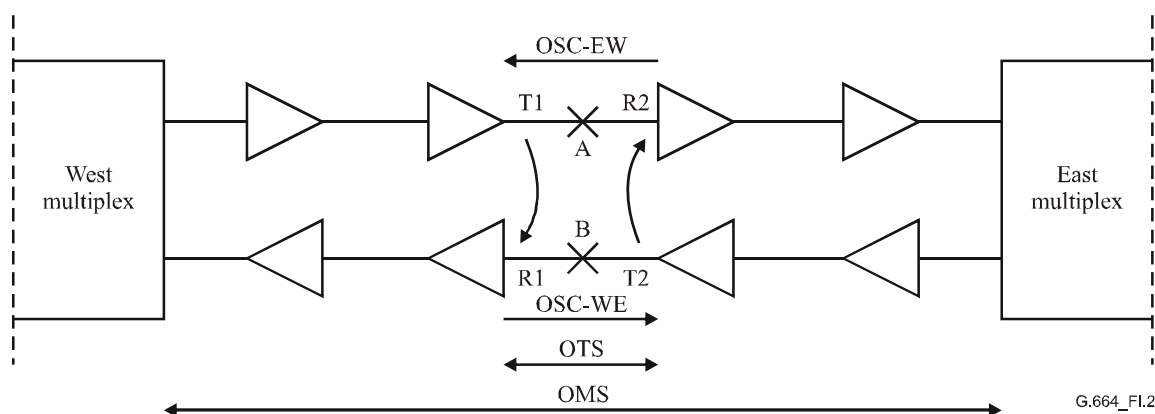 OSC-EW
T1
R2
A
West
multiplex
East
multiplex
B
R1
T2
OSC-WE
OTS
OMS
G.664_FI.2